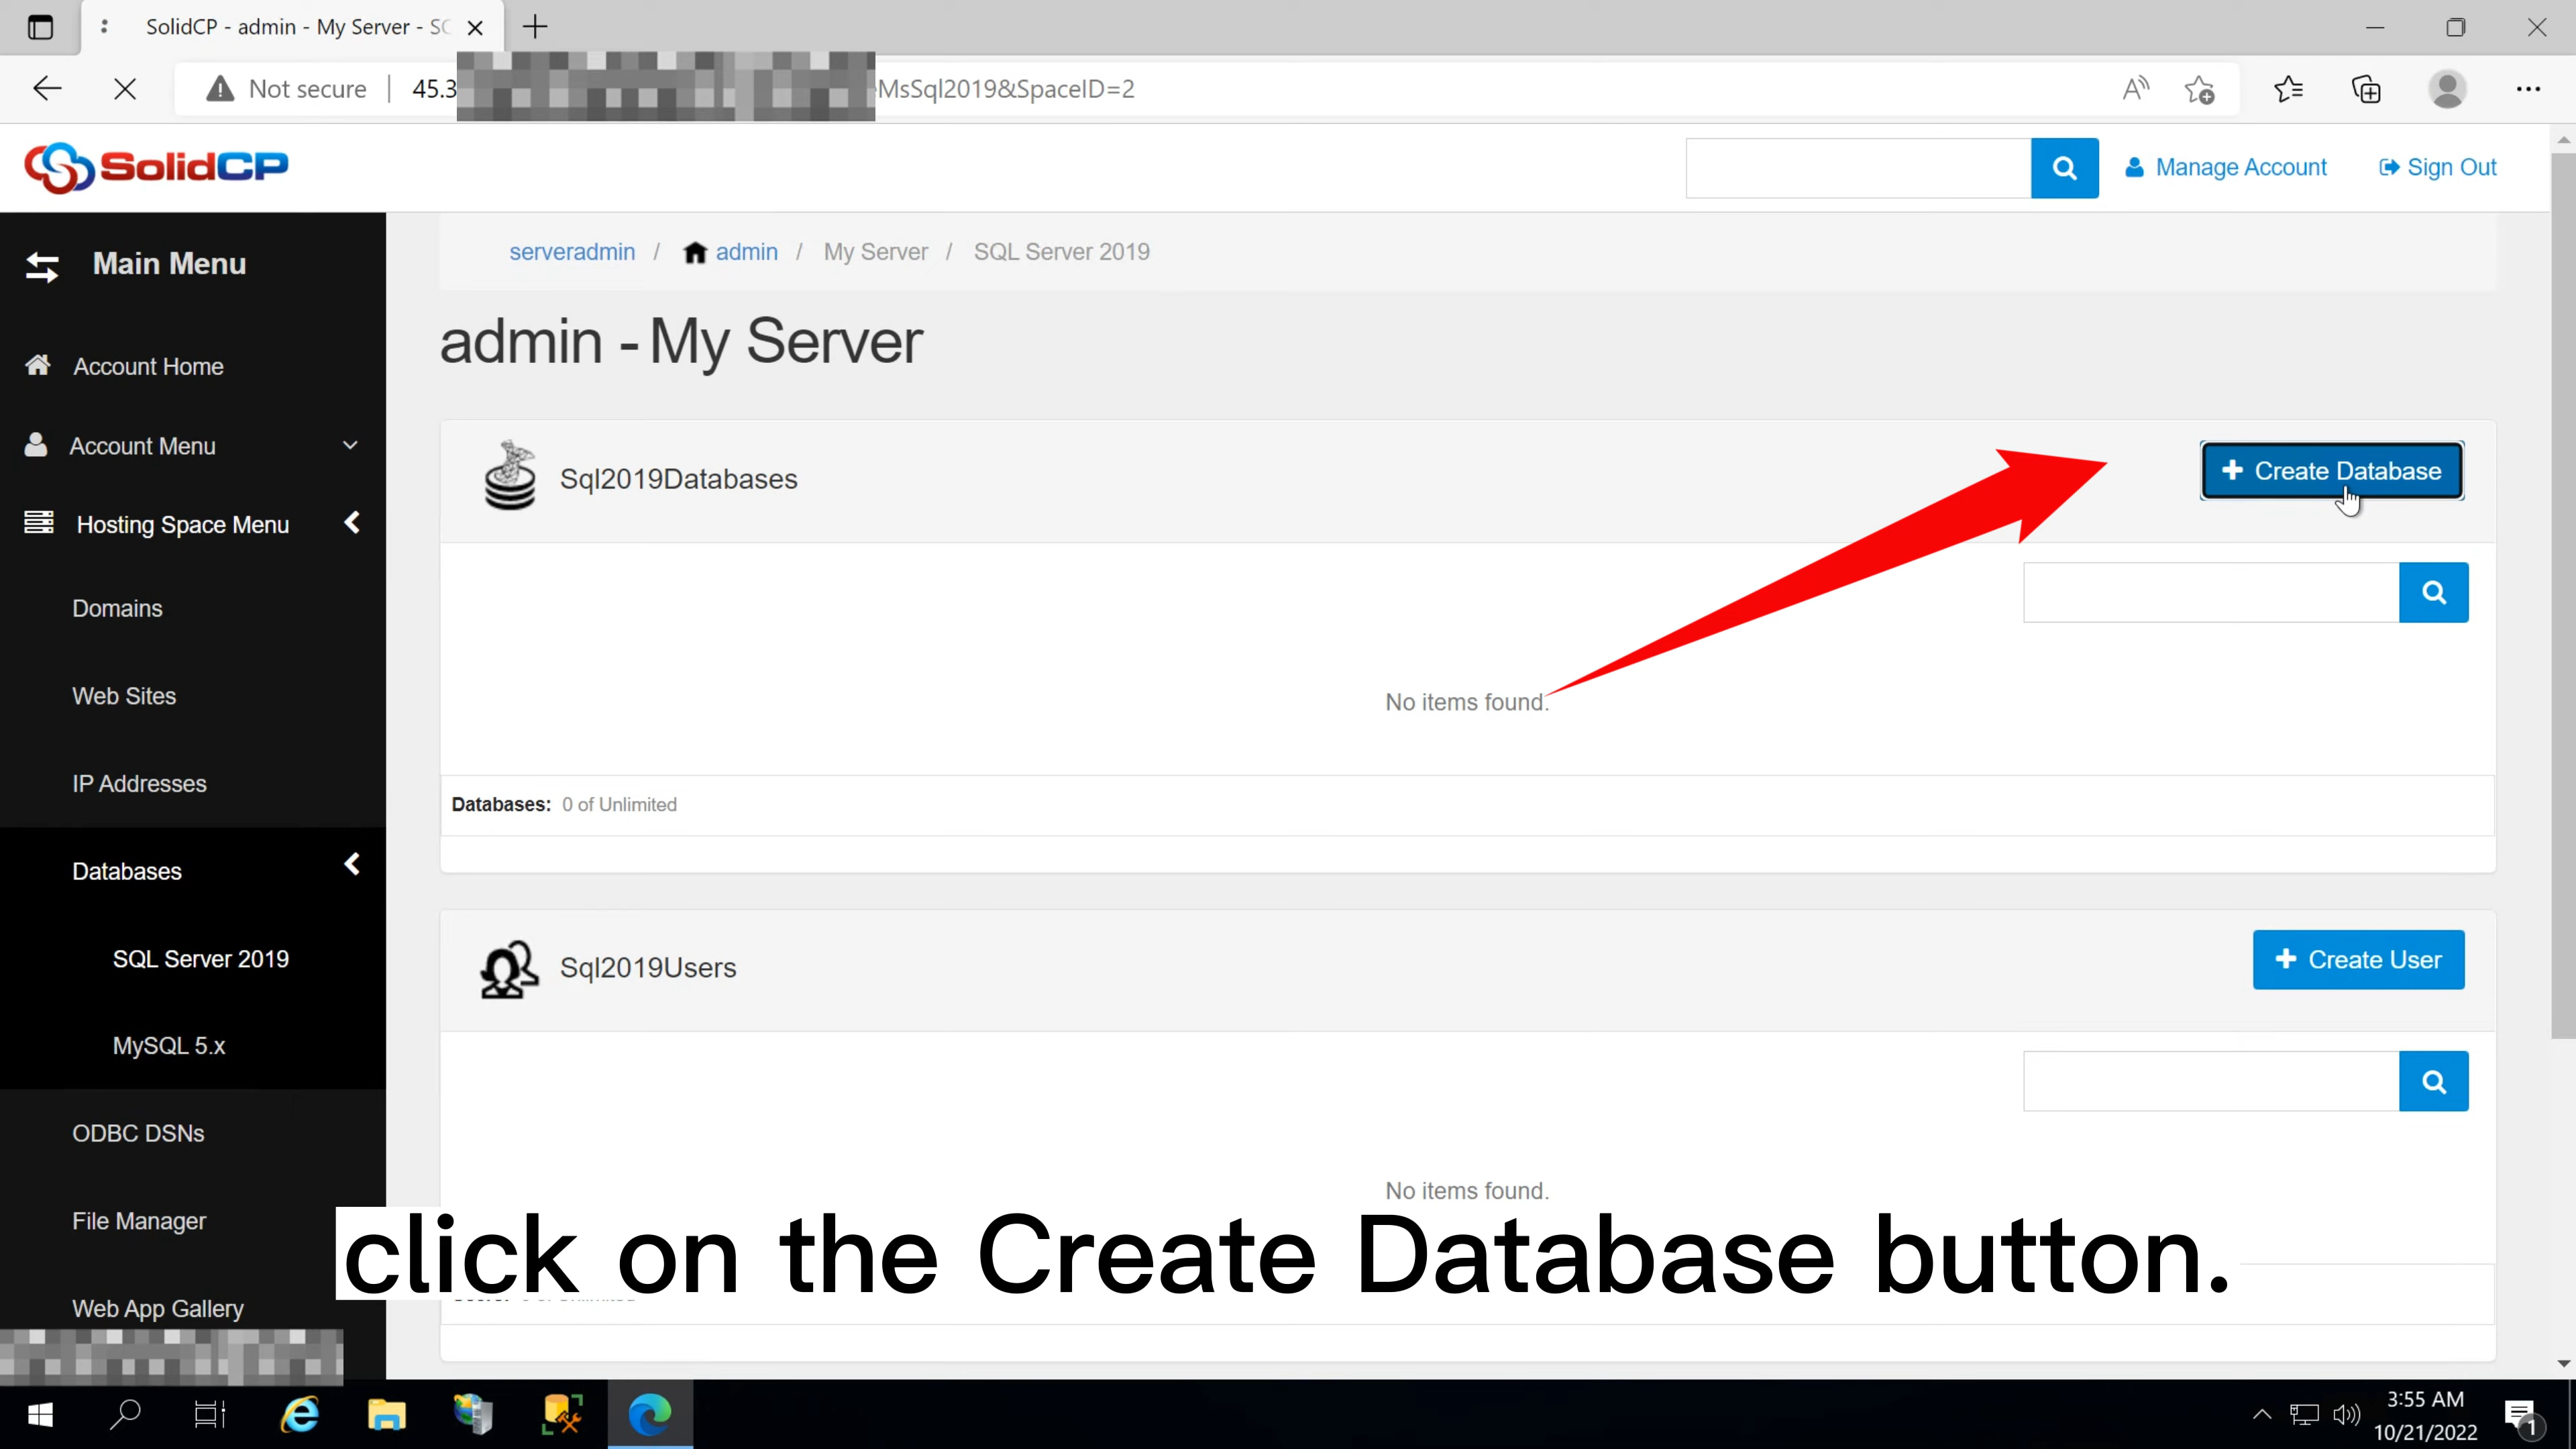 SolidCP - admin - My Server - SC
Not secure | 45.3
MsSql2019&SpaceID=2
SolidCP
Manage Account
Sign Out
Main Menu
serveradmin / admin / My Server / SQL Server 2019
admin - My Server
Account Home
Account Menu
Hosting Space Menu
Domains
Web Sites
IP Addresses
Databases
SQL Server 2019
MySQL 5.x
ODBC DSNs
File Manager
Web App Gallery
Sql2019Databases
+ Create Database
No items found.
Databases: 0 of Unlimited
Sql2019Users
+ Create User
No items found.
click on the Create Database button.
3:55 AM
10/21/2022
1